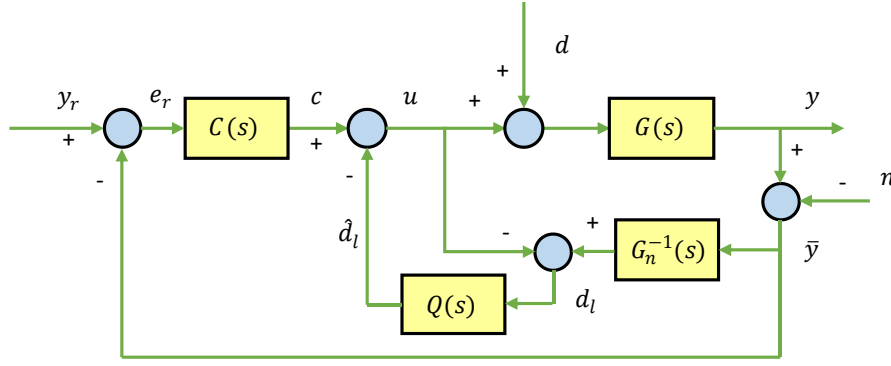 d
+
y_r
+
-
e_r
C(s)
c
+
-
u
+
G(s)
y
+
-
n
d̂_l
-
+
G_n^{-1}(s)
ȳ
Q(s)
d_l